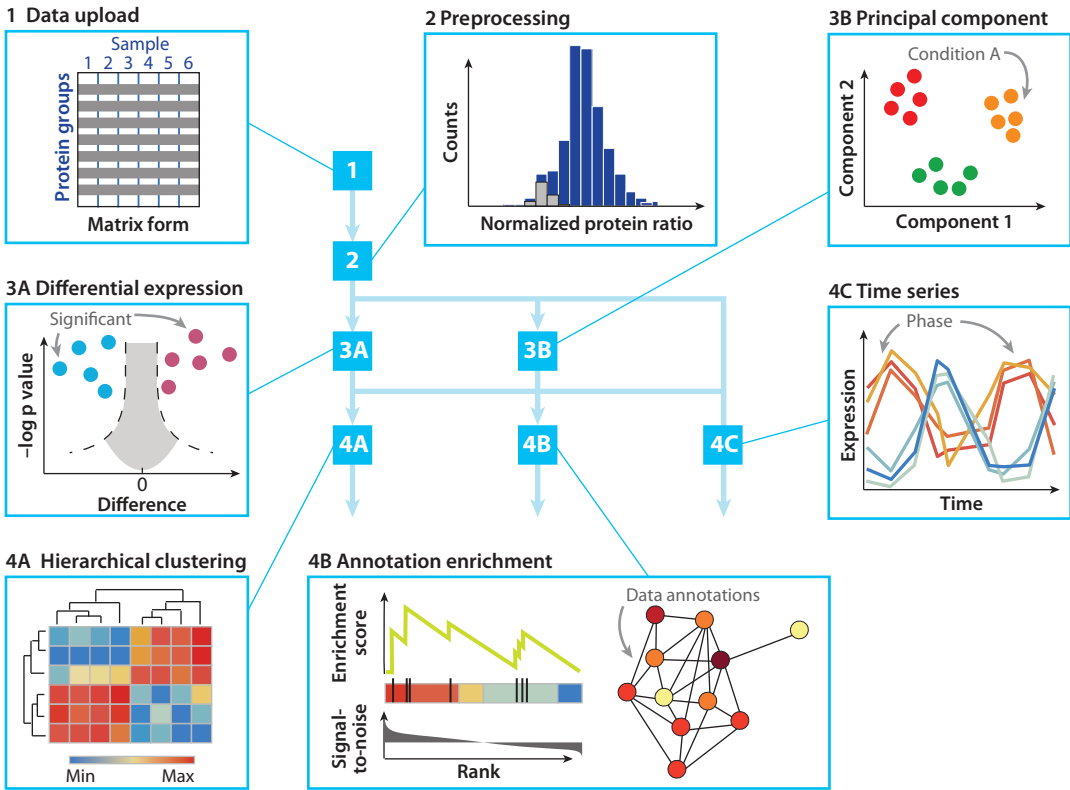 1 Data upload
Sample
1 2 3 4 5 6
Protein groups
Matrix form
2 Preprocessing
Counts
Normalized protein ratio
3B Principal component
Condition A
Component 2
Component 1
1
2
3A
3B
4A
4B
4C
3A Differential expression
Significant
–log p value
0
Difference
4C Time series
Phase
Expression
Time
4A Hierarchical clustering
Min
Max
4B Annotation enrichment
Enrichment
score
Signal-
to-noise
Rank
Data annotations